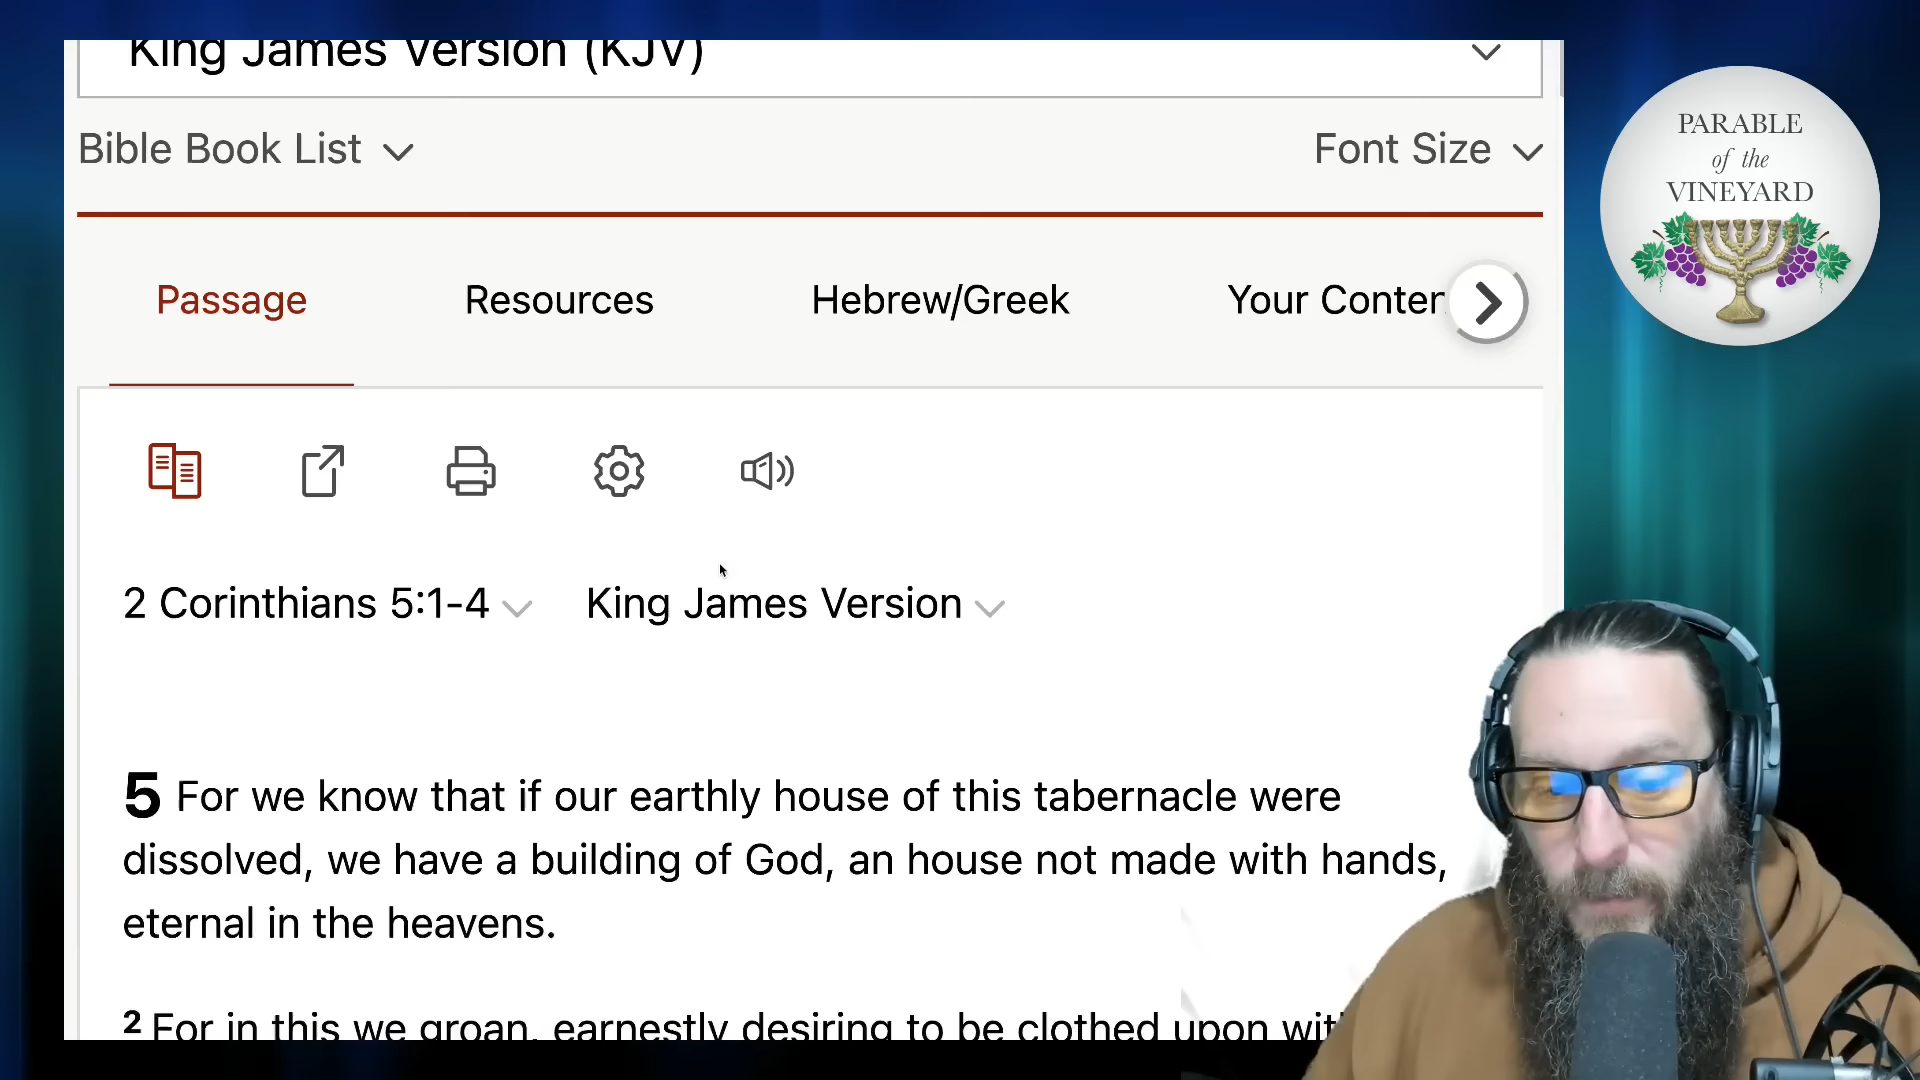 King James Version (KJV)
Bible Book List
Font Size
PARABLE
of the
VINEYARD
Passage
Resources
Hebrew/Greek
Your Conten
2 Corinthians 5:1-4
King James Version
5 For we know that if our earthly house of this tabernacle were
dissolved, we have a building of God, an house not made with hands,
eternal in the heavens.
2 For in this we groan, earnestly desiring to be clothed upon wit